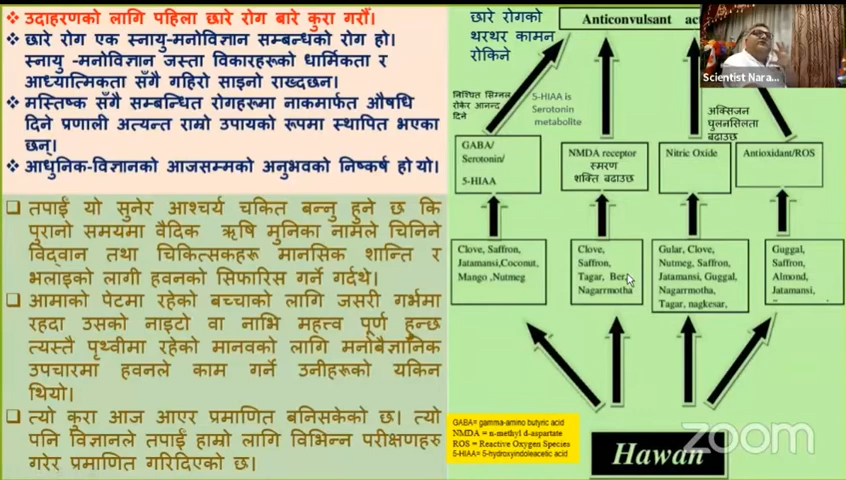 ❖ उदाहरणको लागि पहिला छारे रोग बारे कुरा गरौं।
❖ छारे रोग एक स्नायु-मनोविज्ञान सम्बन्धको रोग हो।
स्नायु -मनोविज्ञान जस्ता विकारहरूको धार्मिकता र
आध्यात्मिकता सँगै गहिरो साइनो राख्दछन।
❖ मस्तिष्क सँगै सम्बन्धित रोगहरूमा नाकमार्फत औषधि
दिने प्रणाली अत्यन्त राम्रो उपायको रूपमा स्थापित भएका
छन्।
❖ आधुनिक-विज्ञानको आजसम्मको अनुभवको निष्कर्ष हो यो।
❑ तपाईँ यो सुनेर आश्चर्य चकित बन्नु हुने छ कि
पुरानो समयमा वैदिक ऋषि मुनिका नामले चिनिने
विद्वान तथा चिकित्सकहरू मानसिक शान्ति र
भलाइको लागी हवनको सिफारिस गर्ने गर्दथे।
❑ आमाको पेटमा रहेको बच्चाको लागि जसरी गर्भमा
रहदा उसको नाइटो वा नाभि महत्व पूर्ण हुन्छ
त्यस्तै पृथ्वीमा रहेको मानवको लागि मनोबैज्ञानिक
उपचारमा हवनले काम गर्ने उनीहरूको यकिन
थियो।
❑ त्यो कुरा आज आएर प्रमाणित बनिसकेको छ। त्यो
पनि विज्ञानले तपाईँ हाम्रो लागि विभिन्न परीक्षणहरु
गरेर प्रमाणित गरिदिएको छ।
छारे रोगको
थरथर कामन
रोकिने
Anticonvulsant
Scientist Nara...
निश्चित सिग्नल
रोकेर आनन्द
दिने
5-HIAA is
Serotonin
metabolite
अक्सिजन
घुलनसिलता
बढाउछ
GABA/
Serotonin/
5-HIAA
NMDA receptor
स्मरण
शक्ति बढाउछ
Nitric Oxide
Antioxidant/ROS
Clove, Saffron,
Jatamansi,Coconut,
Mango ,Nutmeg
Clove,
Saffron,
Tagar,
Nagarrmotha
Gular, Clove,
Nutmeg, Saffron,
Jatamansi, Guggal,
Nagarrmotha,
Tagar, nagkesar,
Guggal,
Saffron,
Almond,
Jatamansi,
GABA= gamma-amino butyric acid
NMDA = n-methyl d-aspartate
ROS = Reactive Oxygen Species
5-HIAA= 5-hydroxyindoleacetic acid
Hawan
zoom